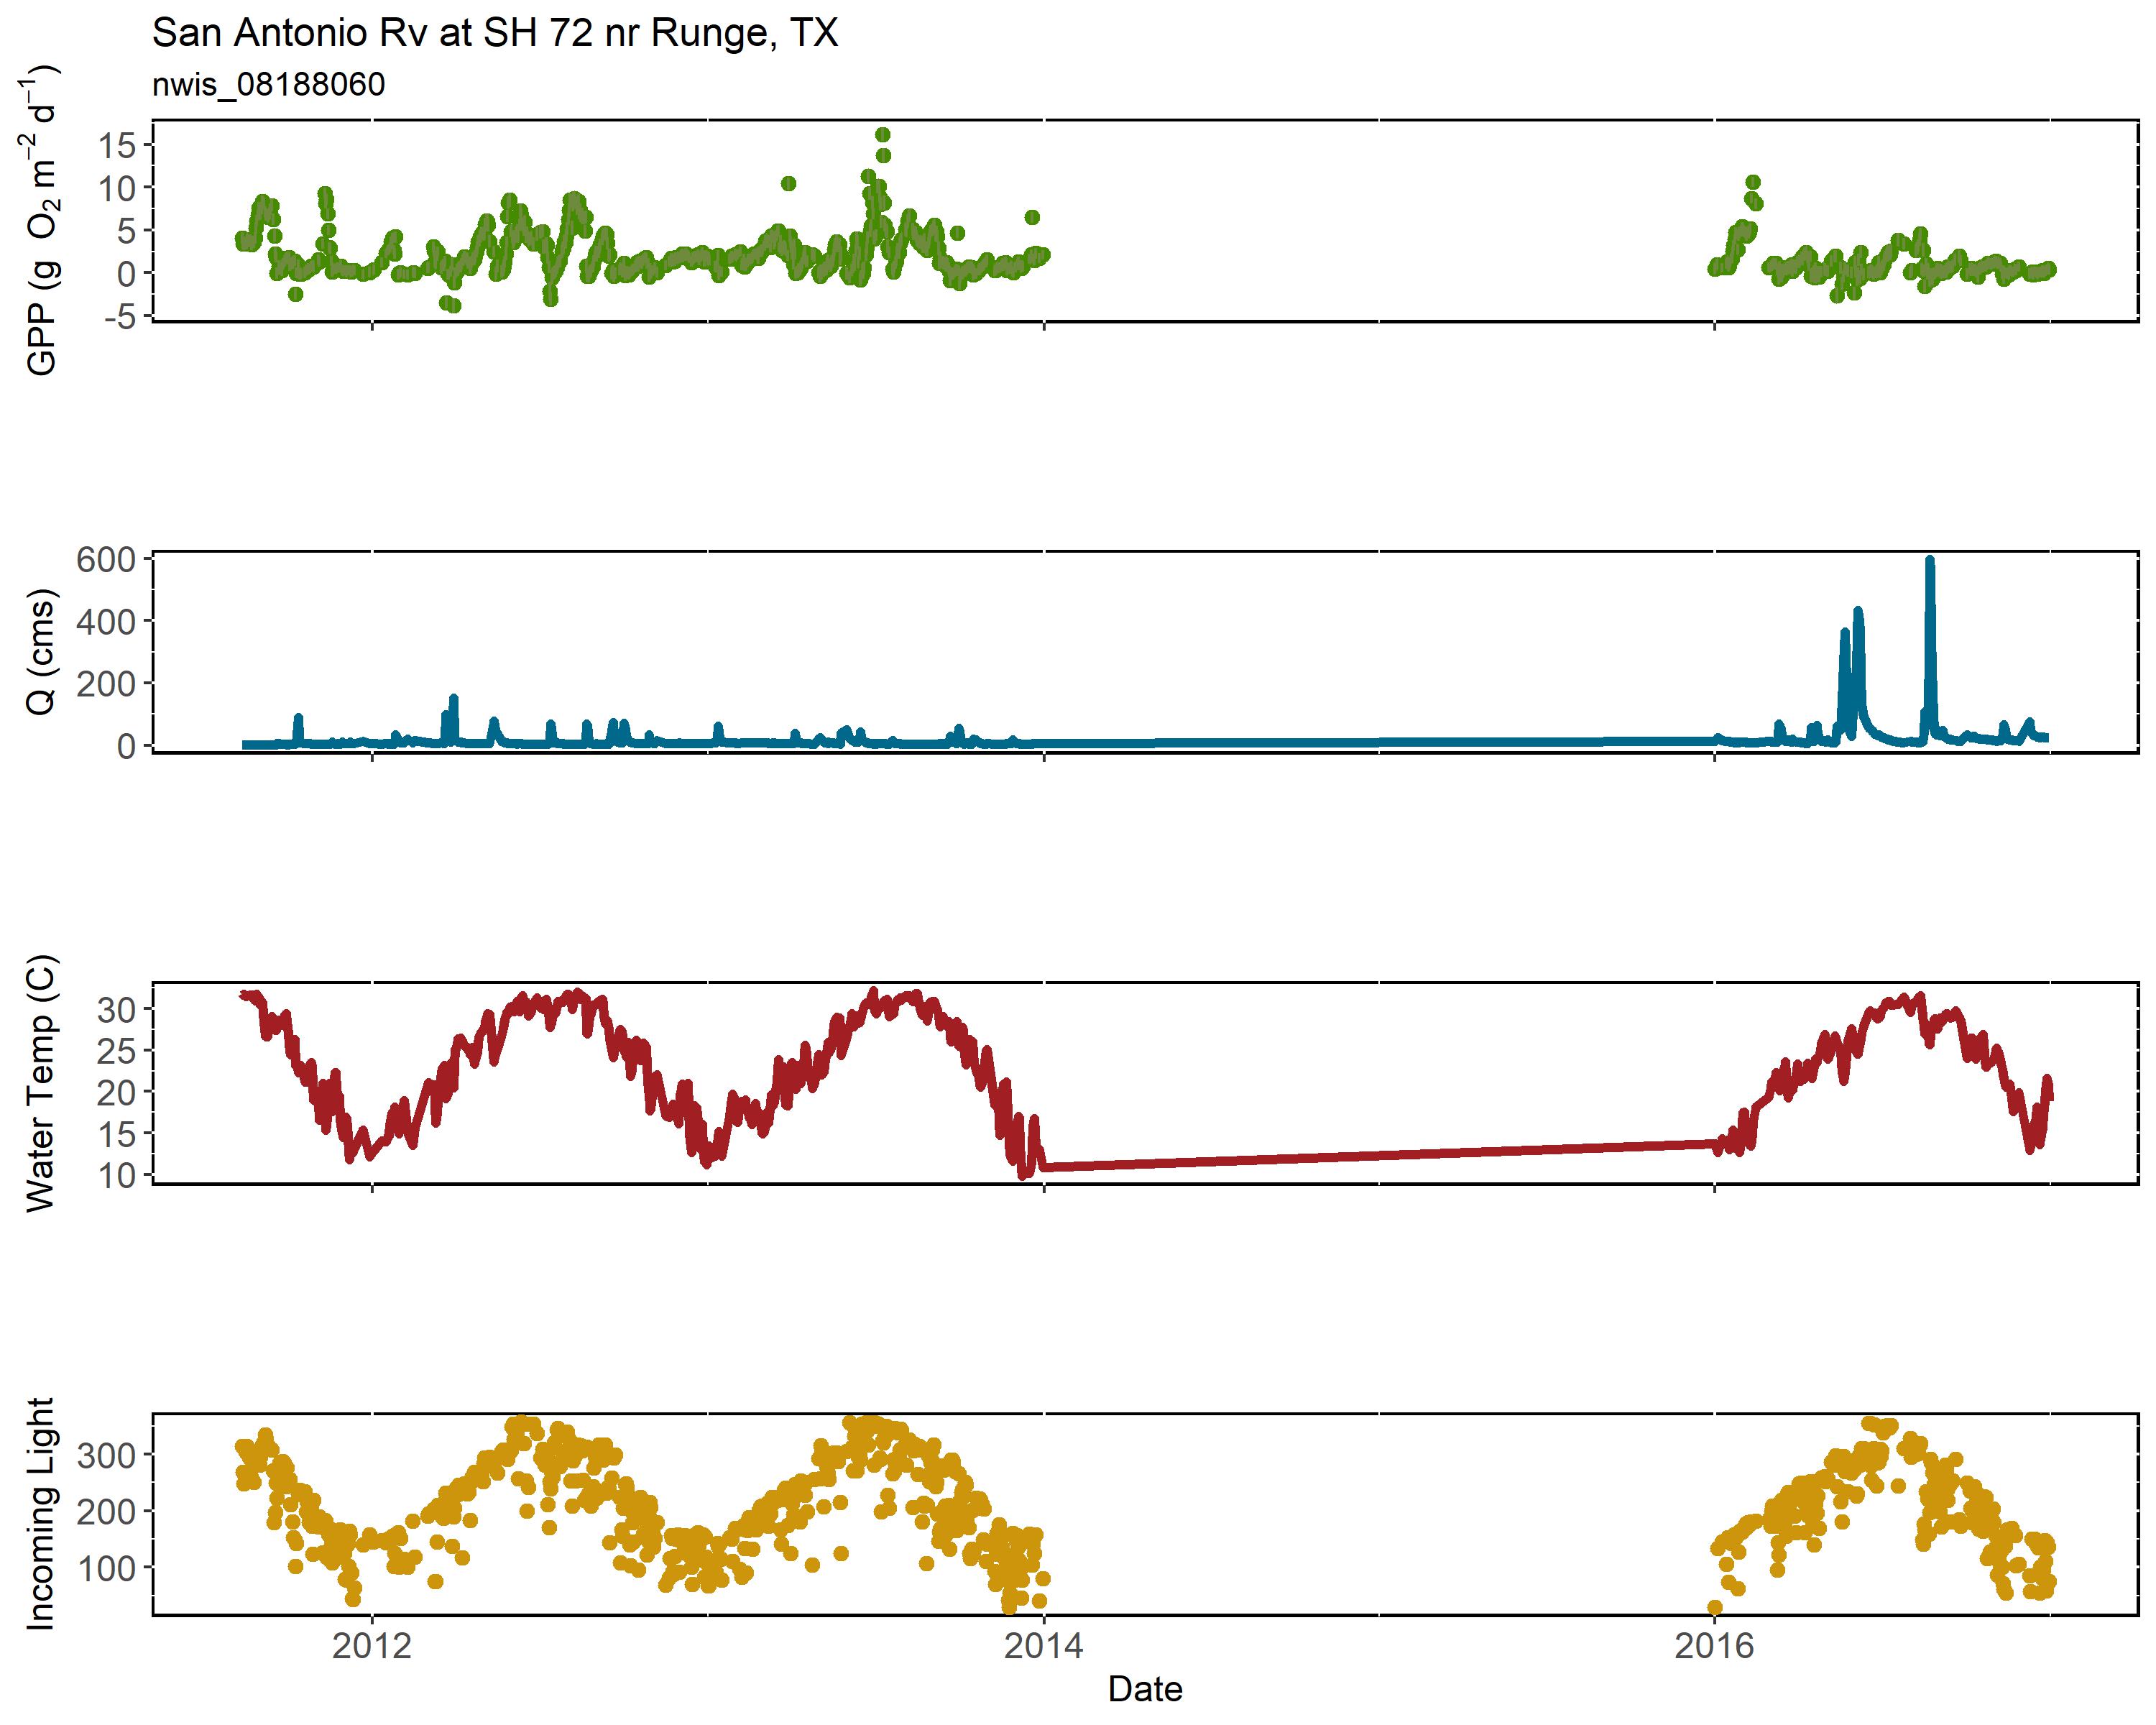 San Antonio Rv at SH 72 nr Runge, TX
nwis_08188060
GPP (g O₂ m⁻² d⁻¹)
15
10
5
0
-5
Q (cms)
600
400
200
0
Water Temp (C)
30
25
20
15
10
Incoming Light
300
200
100
2012 2014 2016
Date